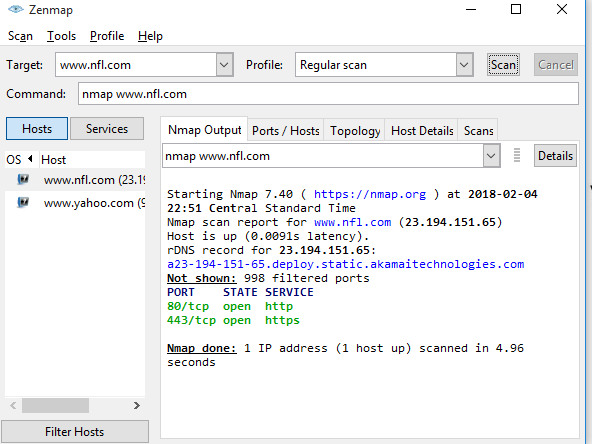 Zenmap
Scan Tools Profile Help
Target: www.nfl.com Profile: Regular scan Scan Cancel
Command: nmap www.nfl.com
Hosts Services
Nmap Output Ports / Hosts Topology Host Details Scans
OS Host
nmap www.nfl.com Details
www.nfl.com (23.19
www.yahoo.com (9
Starting Nmap 7.40 ( https://nmap.org ) at 2018-02-04
22:51 Central Standard Time
Nmap scan report for www.nfl.com (23.194.151.65)
Host is up (0.0091s latency).
rDNS record for 23.194.151.65:
a23-194-151-65.deploy.static.akamaitechnologies.com
Not shown: 998 filtered ports
PORT STATE SERVICE
80/tcp open http
443/tcp open https
Nmap done: 1 IP address (1 host up) scanned in 4.96
seconds
Filter Hosts